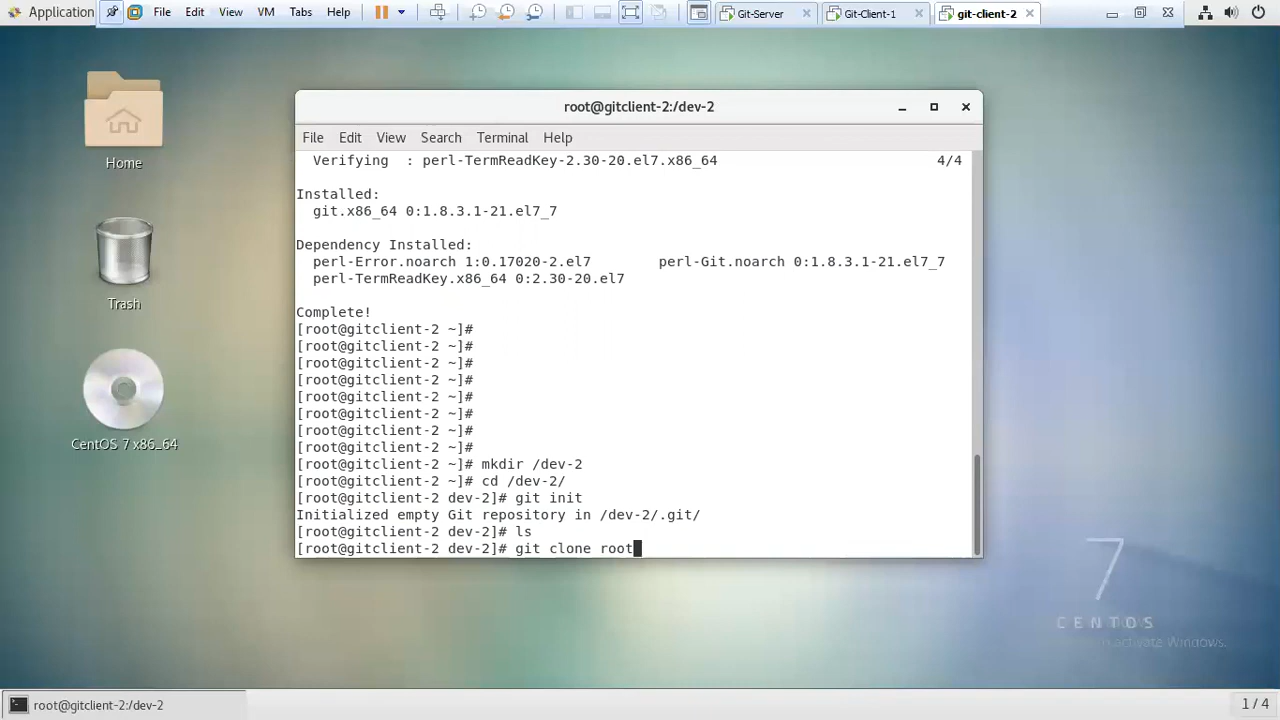 Application File Edit View VM Tabs Help Git-Server Git-Client-1 git-client-2
root@gitclient-2:/dev-2
File Edit View Search Terminal Help
Verifying : perl-TermReadKey-2.30-20.el7.x86_64 4/4
Installed:
git.x86_64 0:1.8.3.1-21.el7_7
Dependency Installed:
perl-Error.noarch 1:0.17020-2.el7 perl-Git.noarch 0:1.8.3.1-21.el7_7
perl-TermReadKey.x86_64 0:2.30-20.el7
Complete!
[root@gitclient-2 ~]#
[root@gitclient-2 ~]#
[root@gitclient-2 ~]#
[root@gitclient-2 ~]#
[root@gitclient-2 ~]#
[root@gitclient-2 ~]#
[root@gitclient-2 ~]#
[root@gitclient-2 ~]#
[root@gitclient-2 ~]# mkdir /dev-2
[root@gitclient-2 ~]# cd /dev-2/
[root@gitclient-2 dev-2]# git init
Initialized empty Git repository in /dev-2/.git/
[root@gitclient-2 dev-2]# ls
[root@gitclient-2 dev-2]# git clone root
Home
Trash
CentOS 7 x86_64
7
CENTOS
activate Windows.
root@gitclient-2:/dev-2
1 / 4